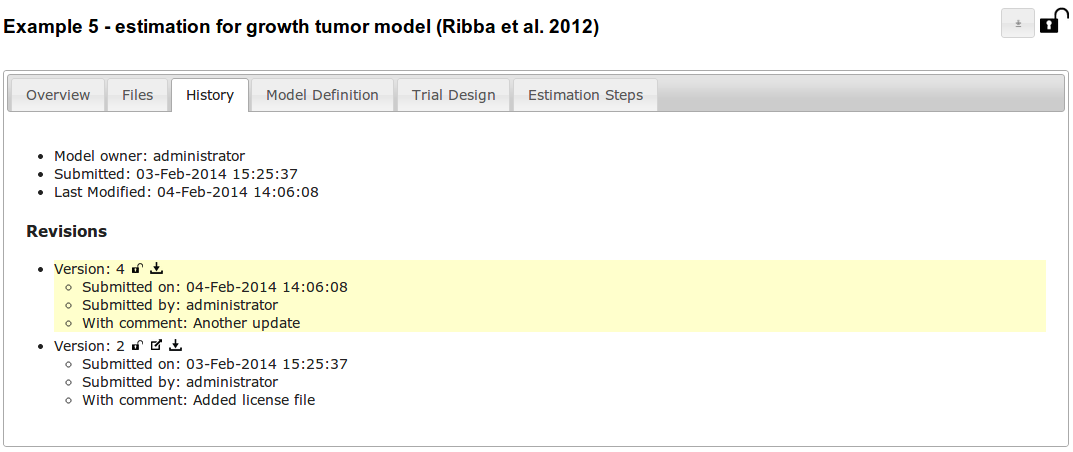 Example 5 - estimation for growth tumor model (Ribba et al. 2012)
Overview Files History Model Definition Trial Design Estimation Steps
Model owner: administrator
Submitted: 03-Feb-2014 15:25:37
Last Modified: 04-Feb-2014 14:06:08
Revisions
Version: 4
Submitted on: 04-Feb-2014 14:06:08
Submitted by: administrator
With comment: Another update
Version: 2
Submitted on: 03-Feb-2014 15:25:37
Submitted by: administrator
With comment: Added license file